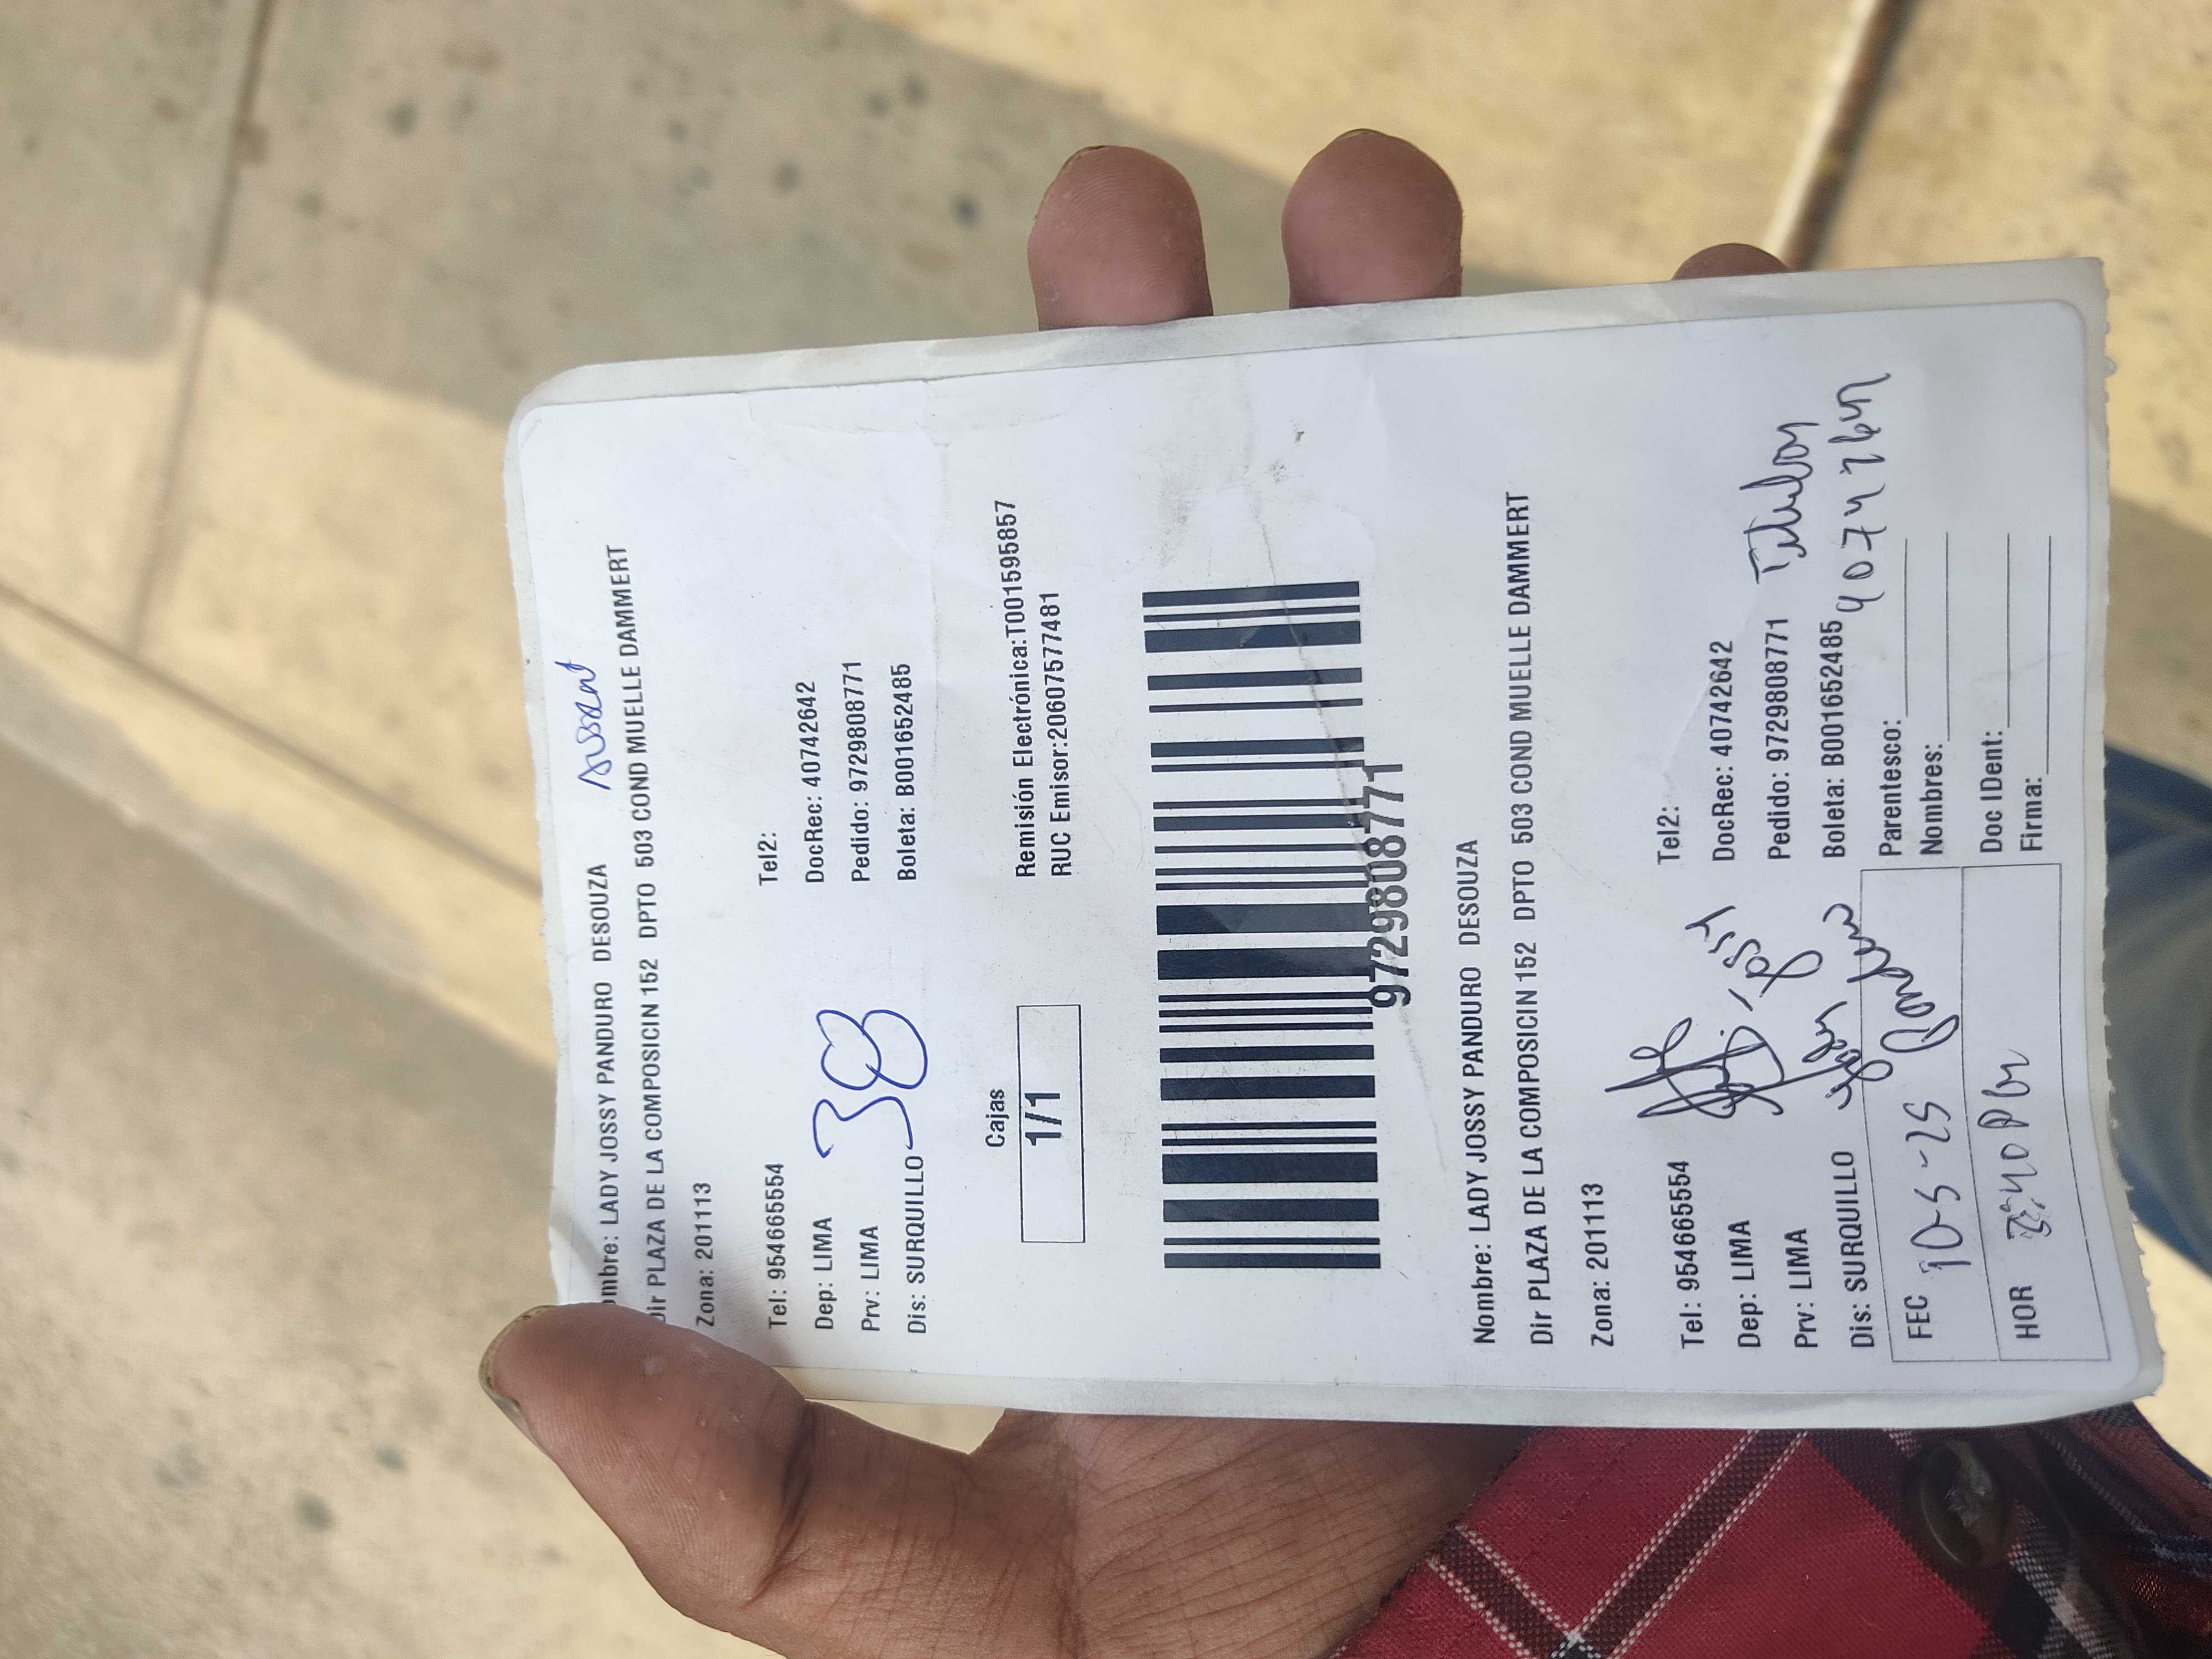 Nombre: LADY JOSSY PANDURO DESOUZA
Dir PLAZA DE LA COMPOSICIN 152 DPTO 503 COND MUELLE DAMMERT
Zona: 201113
Tel: 954665554 Tel2:
Dep: LIMA DocRec: 40742642
Prv: LIMA Pedido: 9729808771
Dis: SURQUILLO Boleta: B001652485
38
Cajas
1/1
Remisión Electrónica:T001595857
RUC Emisor:20607577481
9729808771
Nombre: LADY JOSSY PANDURO DESOUZA
Dir PLAZA DE LA COMPOSICIN 152 DPTO 503 COND MUELLE DAMMERT
Zona: 201113
Tel: 954665554 Tel2:
Dep: LIMA DocRec: 40742642
Prv: LIMA Pedido: 9729808771
Dis: SURQUILLO Boleta: B001652485
FEC 10-5-25 Parentesco:
Nombres:
HOR Doc IDent:
Firma: